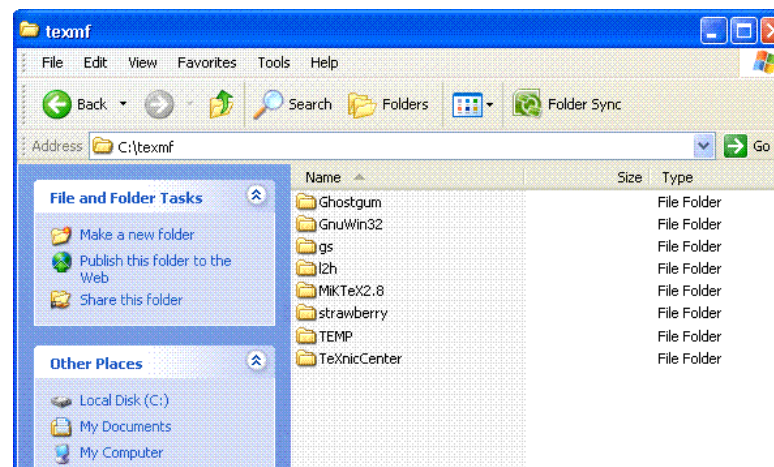 texmf
File Edit View Favorites Tools Help
Back Search Folders Folder Sync
Address C:\texmf Go
Name Size Type
File and Folder Tasks
Make a new folder
Publish this folder to the
Web
Share this folder
Other Places
Local Disk (C:)
My Documents
My Computer
Ghostgum File Folder
GnuWin32 File Folder
gs File Folder
l2h File Folder
MiKTeX2.8 File Folder
strawberry File Folder
TEMP File Folder
TeXnicCenter File Folder